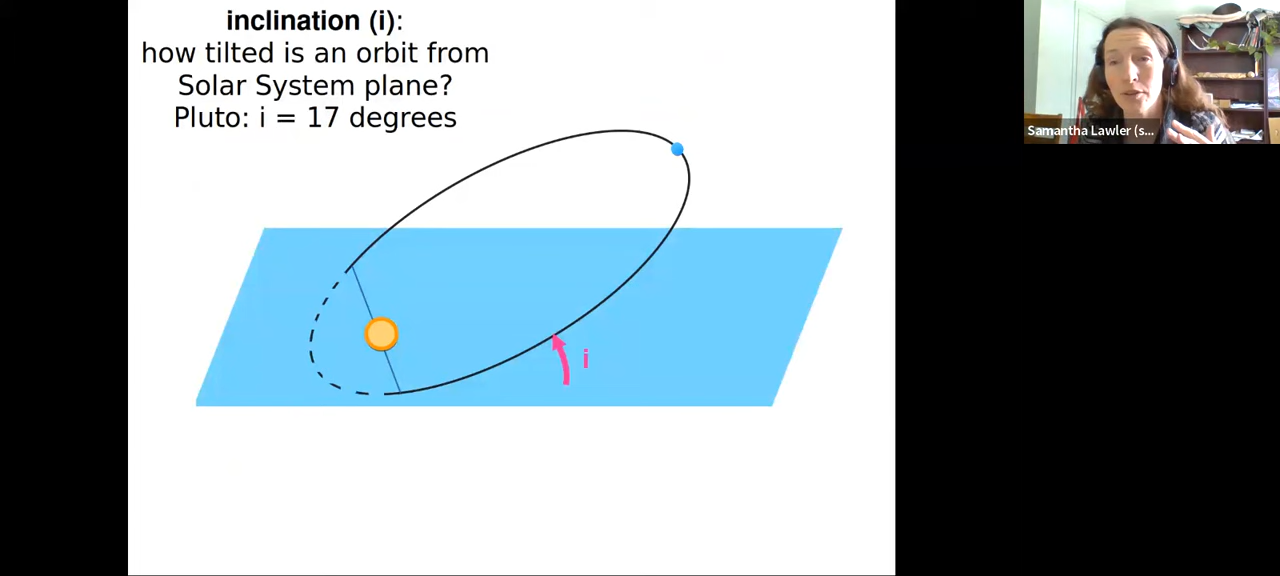 inclination (i):
how tilted is an orbit from
Solar System plane?
Pluto: i = 17 degrees
i
Samantha Lawler (s...